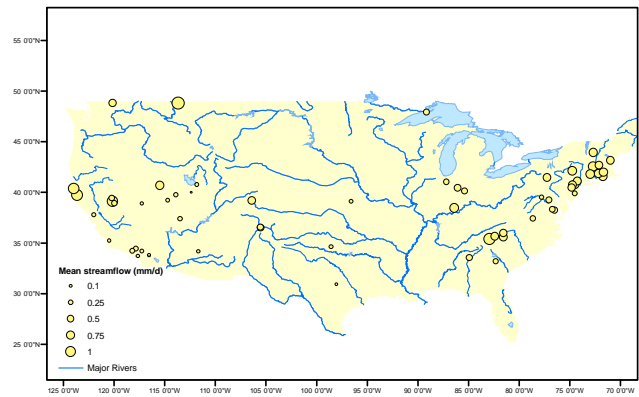 55 0'0"N
50 0'0"N
45 0'0"N
40 0'0"N
35 0'0"N
30 0'0"N
25 0'0"N
Mean streamflow (mm/d)
0.1
0.25
0.5
0.75
1
Major Rivers
125 0'0"W 120 0'0"W 115 0'0"W 110 0'0"W 105 0'0"W 100 0'0"W 95 0'0"W 90 0'0"W 85 0'0"W 80 0'0"W 75 0'0"W 70 0'0"W